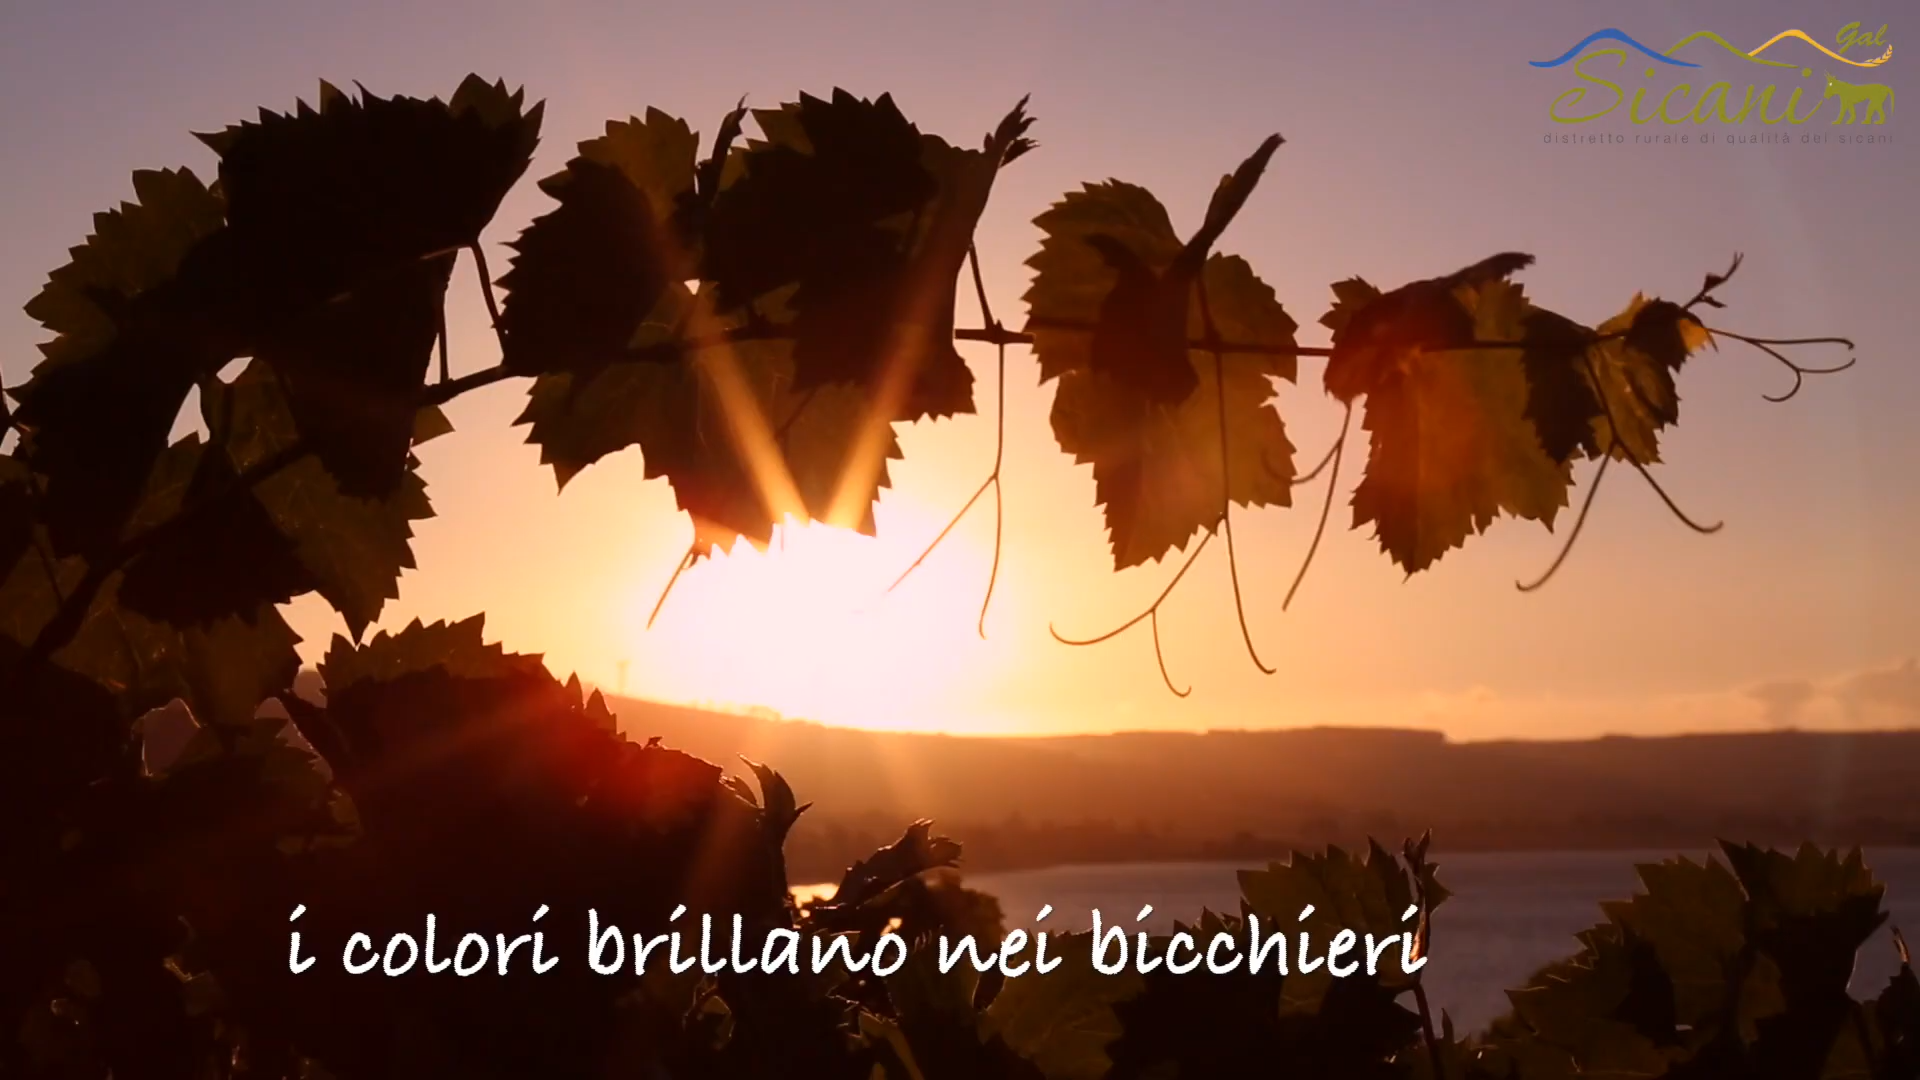 Gal
Sicani
distretto rurale di qualità dei sicani
i colori brillano nei bicchieri